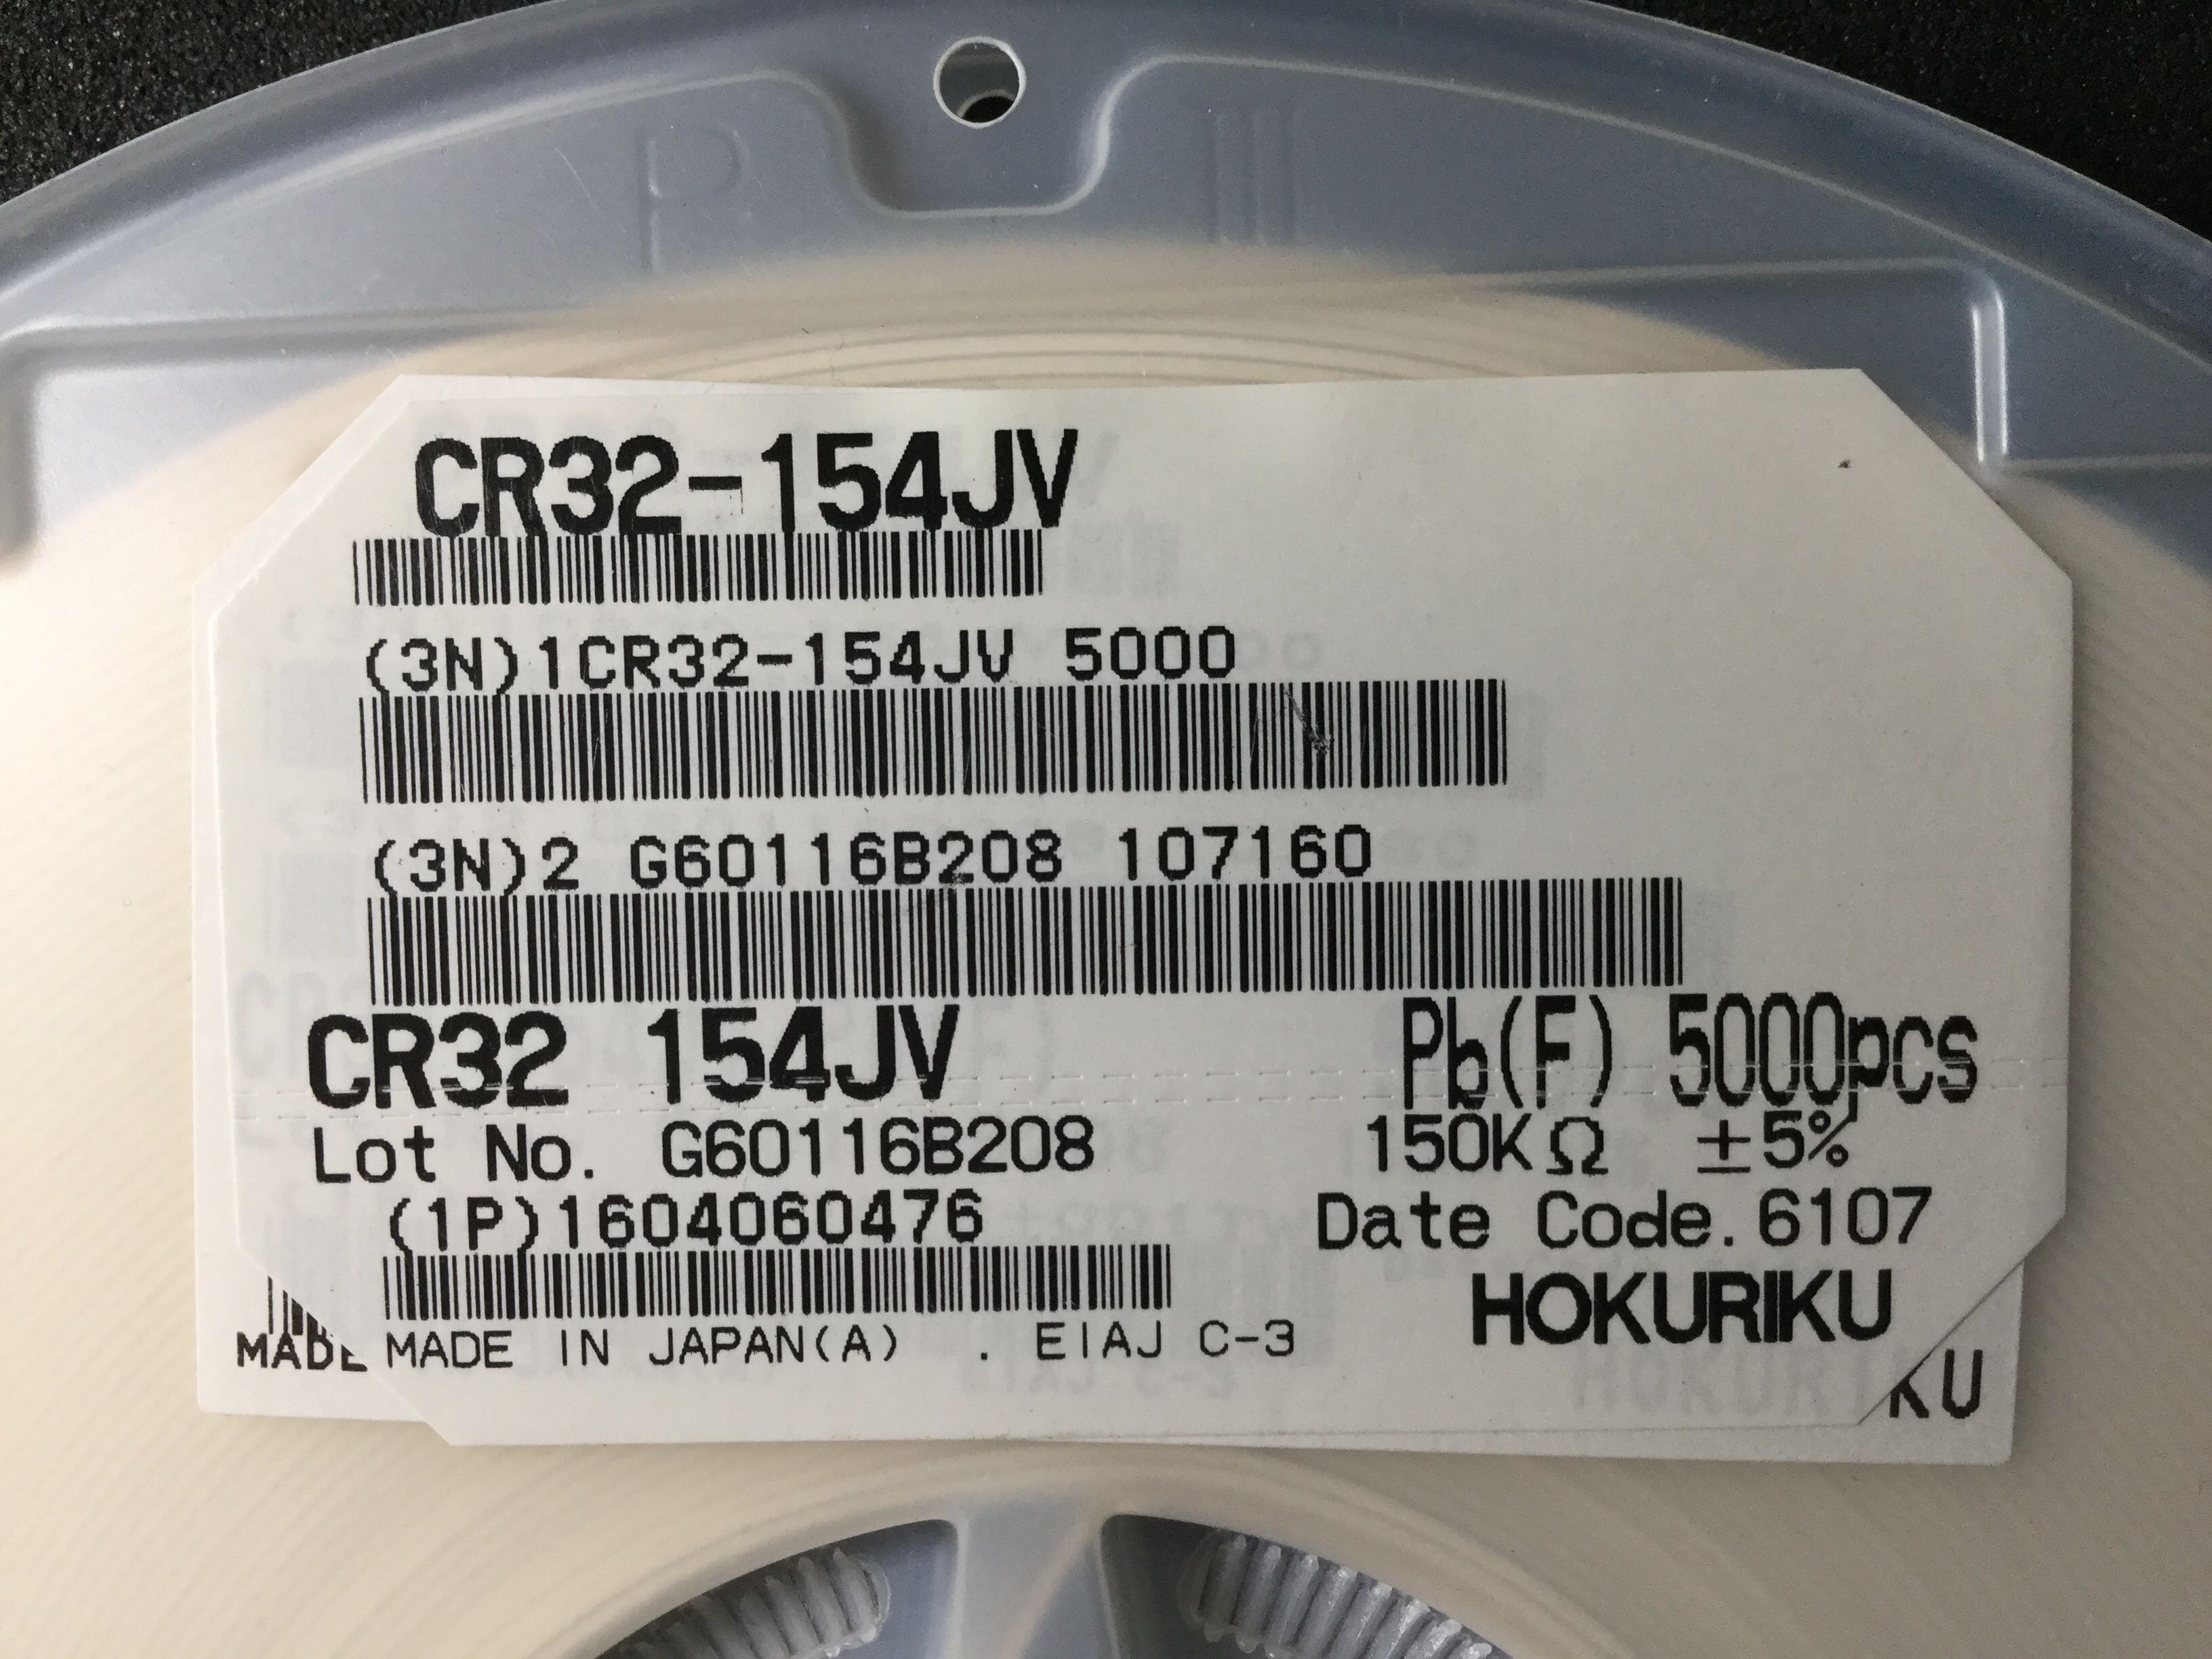 CR32-154JV
(3N)1CR32-154JV 5000
(3N)2 G60116B208 107160
CR32 154JV Pb(F) 5000pcs
Lot No. G60116B208 150KΩ ±5%
(1P)1604060476 Date Code.6107
HOKURIKU
MADE IN JAPAN(A) . EIAJ C-3
MADE
KU